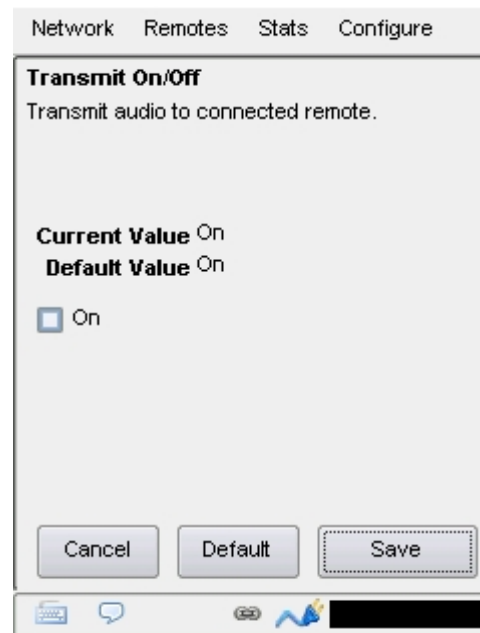 Network Remotes Stats Configure
Transmit On/Off
Transmit audio to connected remote.
Current Value On
Default Value On
On
Cancel Default Save